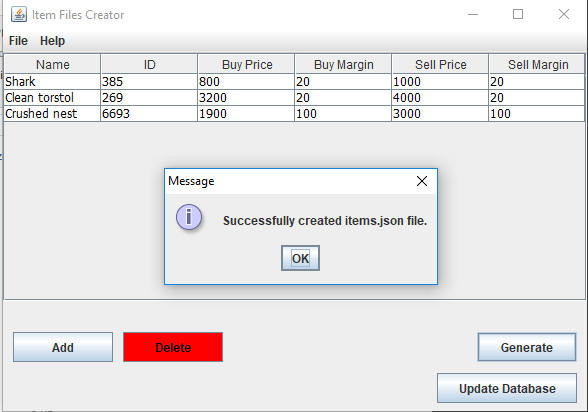 Item Files Creator
File Help
Name ID Buy Price Buy Margin Sell Price Sell Margin
Shark 385 800 20 1000 20
Clean torstol 269 3200 20 4000 20
Crushed nest 6693 1900 100 3000 100
Message
i Successfully created items.json file.
OK
Add Delete Generate
Update Database